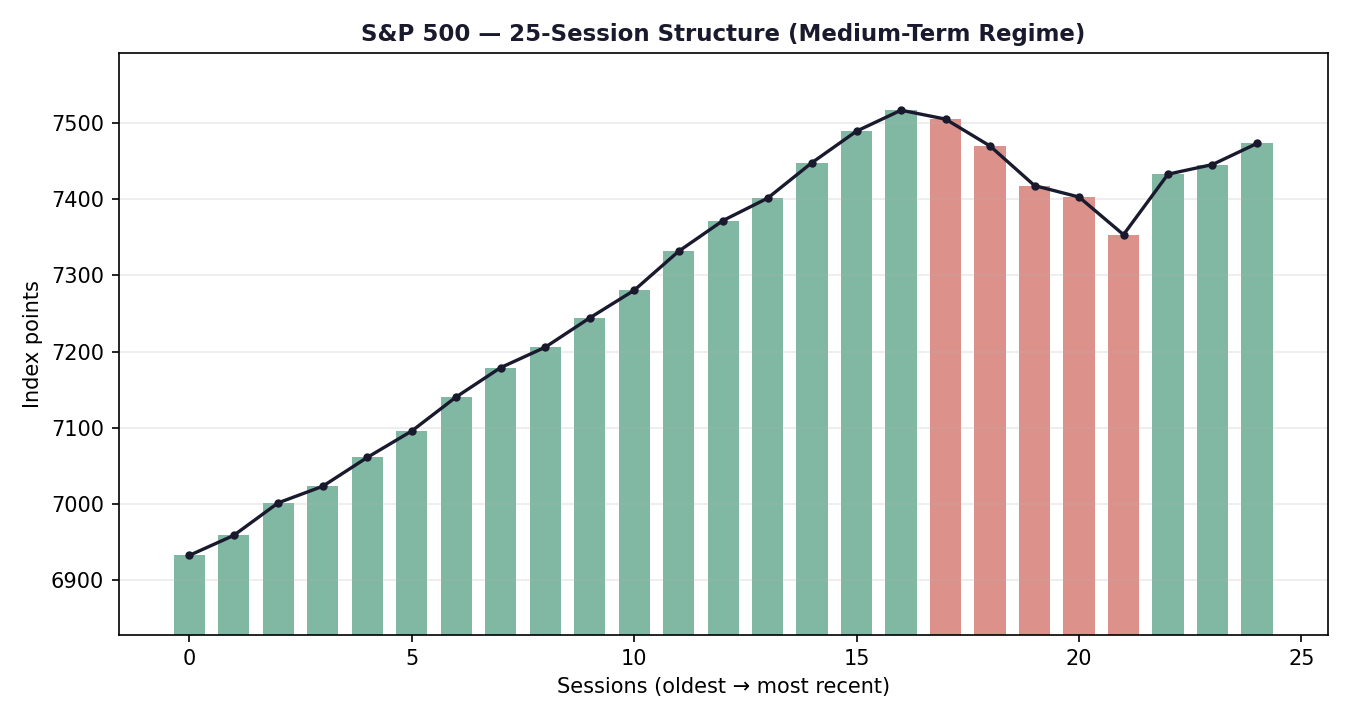 S&P 500 — 25-Session Structure (Medium-Term Regime)
Index points
7500
7400
7300
7200
7100
7000
6900
0 5 10 15 20 25
Sessions (oldest → most recent)